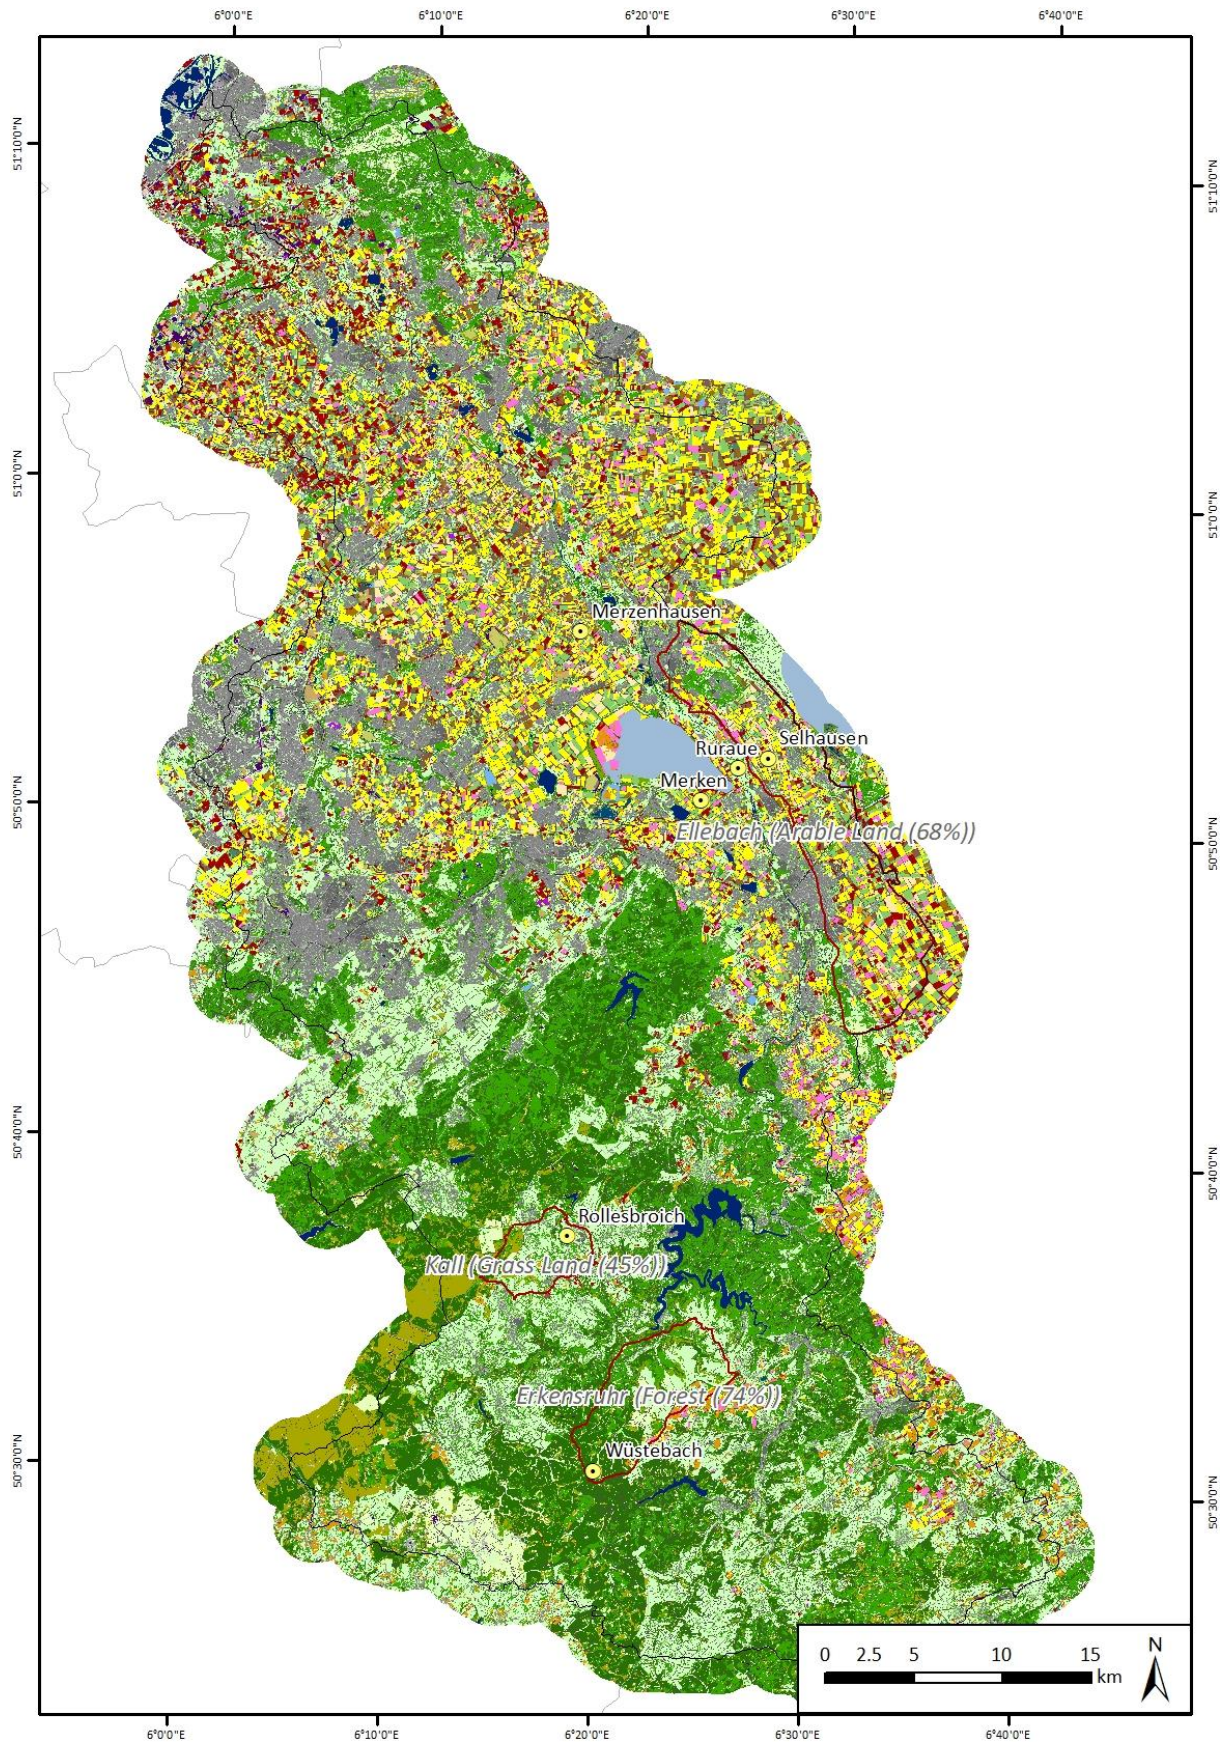 6°0'0"E 6°10'0"E 6°20'0"E 6°30'0"E 6°40'0"E
51°10'0"N
51°10'0"N
51°0'0"N
51°0'0"N
Merzenhausen
Selhausen
Ruraue
Merken
50°50'0"N
Ellebach (Arable Land (68%))
50°50'0"N
50°40'0"N
50°40'0"N
Rollesbroich
Kall (Grass Land (45%))
Erkensruhr (Forest (74%))
Wüstebach
50°30'0"N
50°30'0"N
N
0 2.5 5 10 15
km
6°0'0"E 6°10'0"E 6°20'0"E 6°30'0"E 6°40'0"E